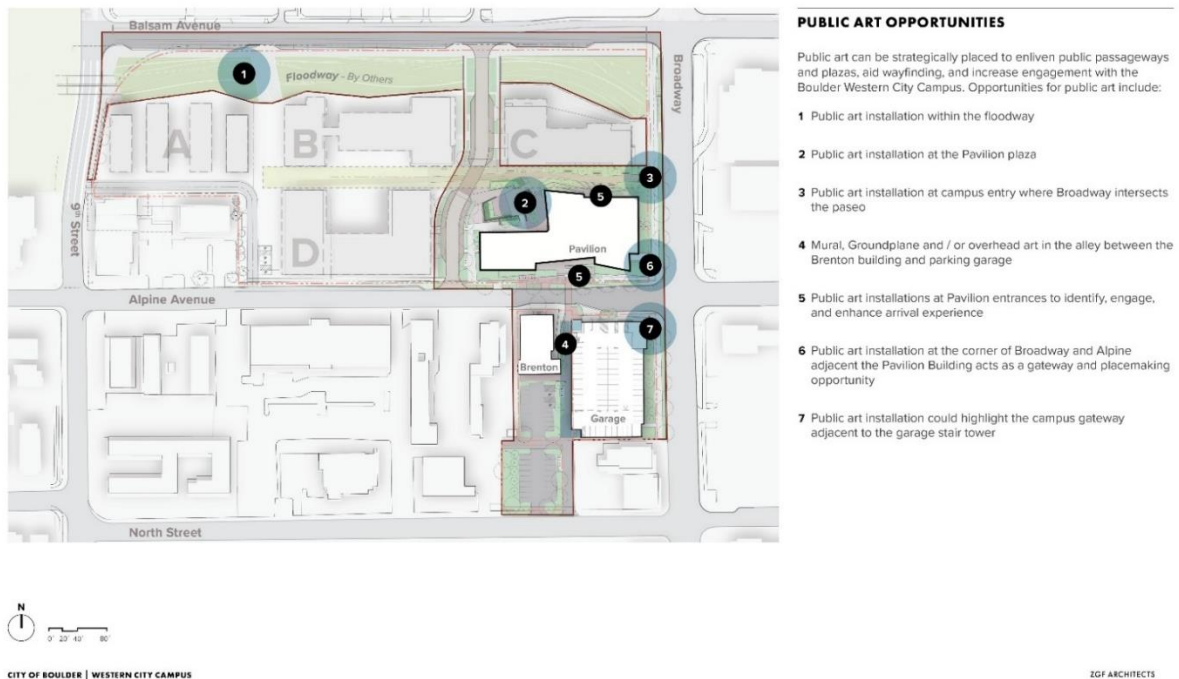 Balsam Avenue
Broadway
1
Floodway - By Others
A
B
C
3
2
5
9th Street
D
Pavilion
6
5
Alpine Avenue
7
4
Brenton
Garage
North Street
N
0' 20' 40' 80'
CITY OF BOULDER | WESTERN CITY CAMPUS
PUBLIC ART OPPORTUNITIES
Public art can be strategically placed to enliven public passageways
and plazas, aid wayfinding, and increase engagement with the
Boulder Western City Campus. Opportunities for public art include:
1 Public art installation within the floodway
2 Public art installation at the Pavilion plaza
3 Public art installation at campus entry where Broadway intersects
the paseo
4 Mural, Groundplane and / or overhead art in the alley between the
Brenton building and parking garage
5 Public art installations at Pavilion entrances to identify, engage,
and enhance arrival experience
6 Public art installation at the corner of Broadway and Alpine
adjacent the Pavilion Building acts as a gateway and placemaking
opportunity
7 Public art installation could highlight the campus gateway
adjacent to the garage stair tower
ZGF ARCHITECTS